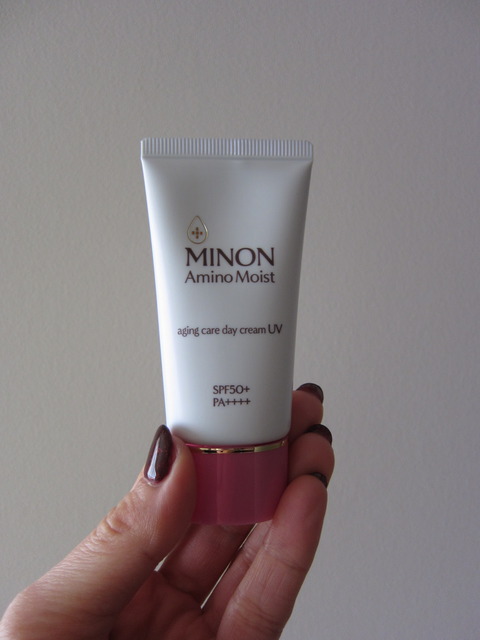 MINON
Amino Moist
aging care day cream UV
SPF50+
PA++++